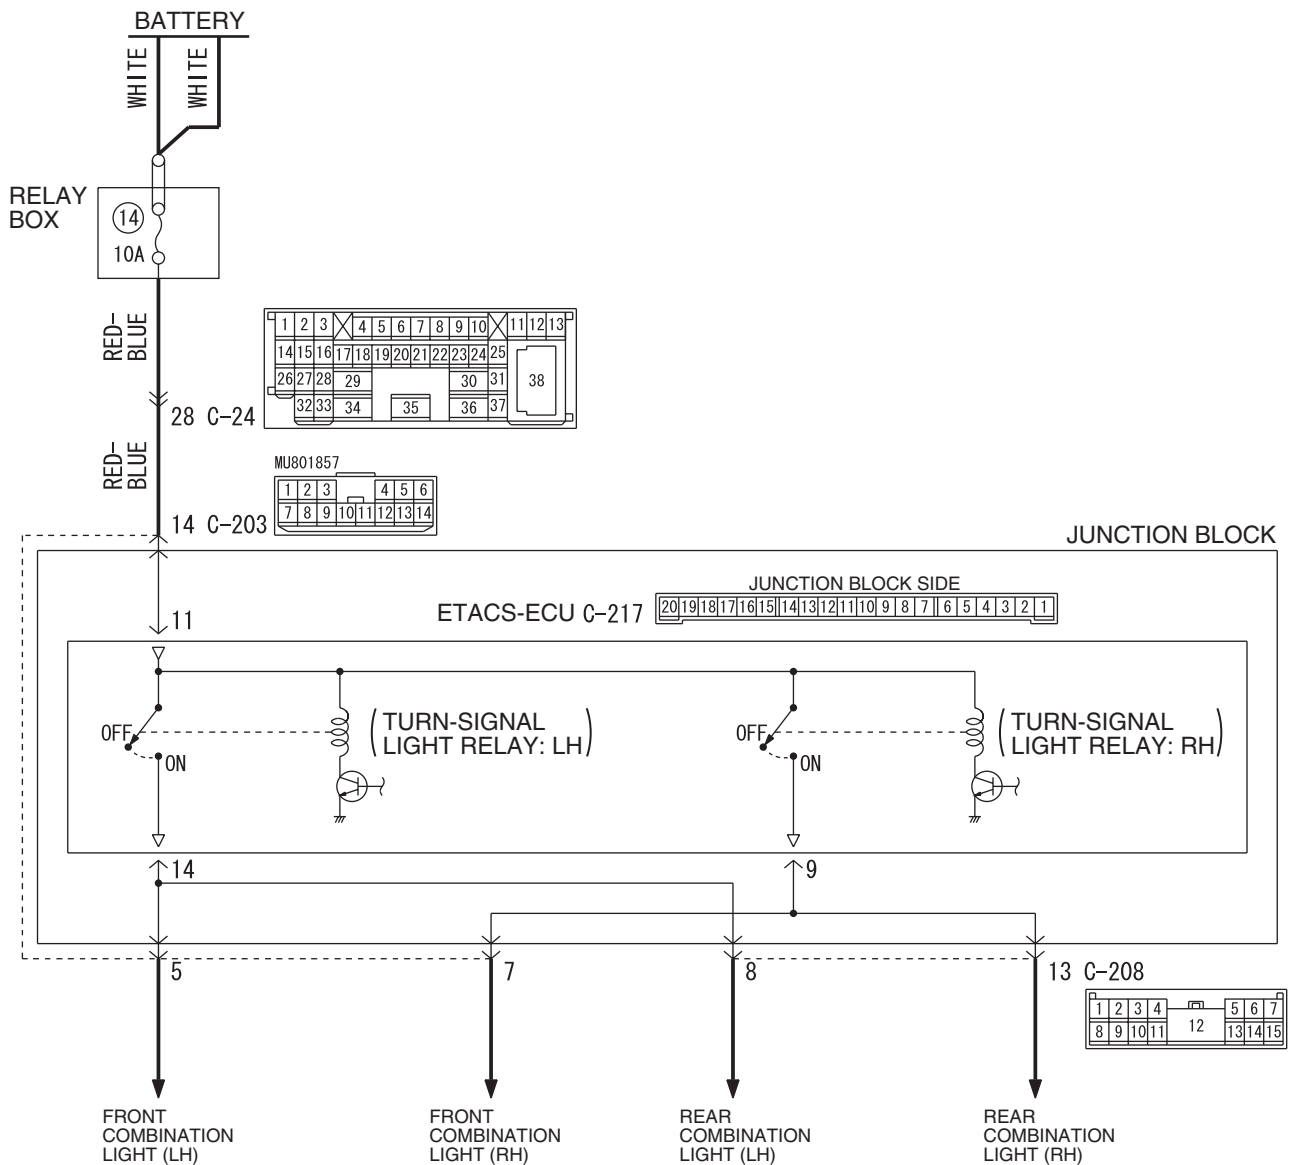 BATTERY
WHITE
WHITE
RELAY
BOX
14
10A
RED-
BLUE
1 2 3 4 5 6 7 8 9 10 11 12 13
14 15 16 17 18 19 20 21 22 23 24 25
26 27 28 29 30 31 38
32 33 34 35 36 37
28 C-24
RED-
BLUE
MU801857
1 2 3 4 5 6
7 8 9 10 11 12 13 14
14 C-203
JUNCTION BLOCK
JUNCTION BLOCK SIDE
ETACS-ECU C-217
20 19 18 17 16 15 14 13 12 11 10 9 8 7 6 5 4 3 2 1
11
OFF
ON
(TURN-SIGNAL
LIGHT RELAY: LH)
OFF
ON
(TURN-SIGNAL
LIGHT RELAY: RH)
14
9
5
7
8
13 C-208
1 2 3 4 5 6 7
8 9 10 11 12 13 14 15
FRONT
COMBINATION
LIGHT (LH)
FRONT
COMBINATION
LIGHT (RH)
REAR
COMBINATION
LIGHT (LH)
REAR
COMBINATION
LIGHT (RH)